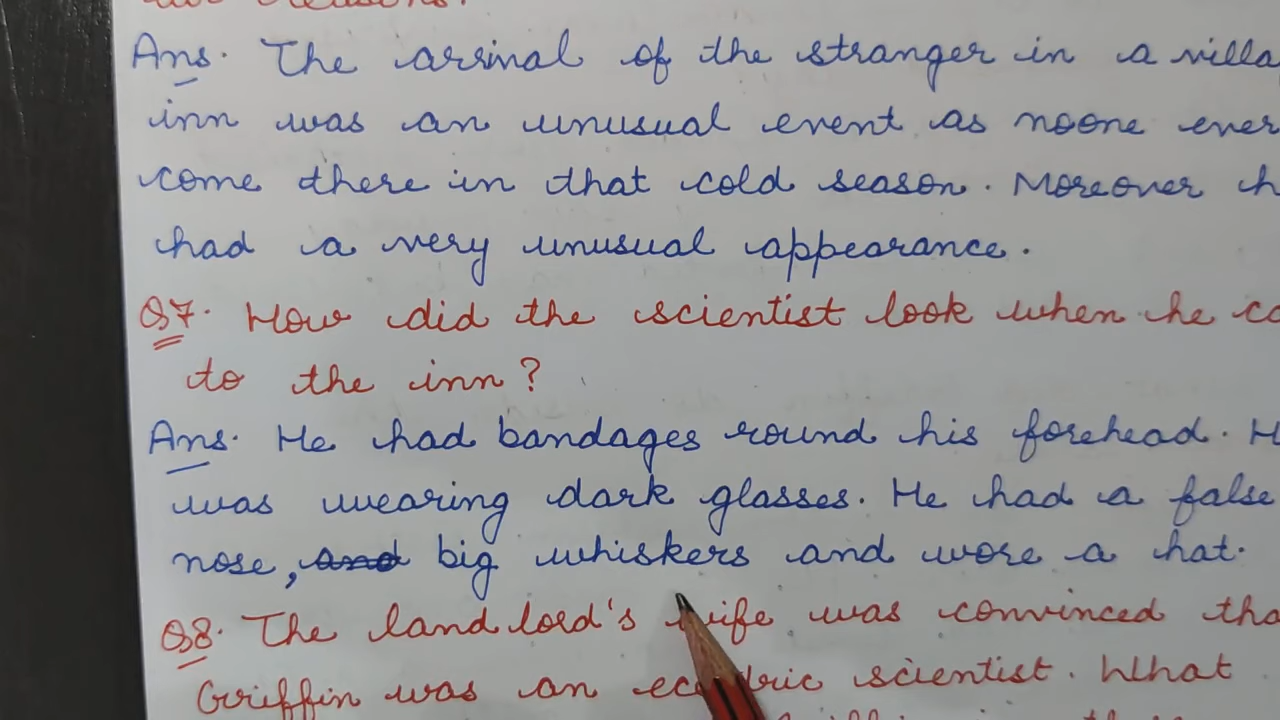 Ans. The arrival of the stranger in a villa
inn was an unusual event as noone ever
come there in that cold season. Moreover h
had a very unusual appearance.
Q7. How did the scientist look when he co
to the inn?
Ans. He had bandages round his forehead. H
was wearing dark glasses. He had a false
nose, and big whiskers and wore a hat.
Q8. The landlord's wife was convinced tha
Griffin was an scientist. What